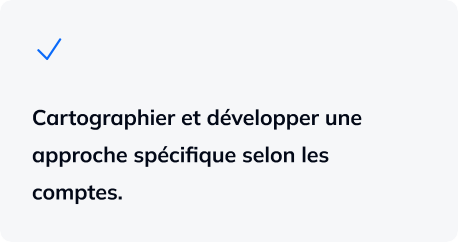 Cartographier et développer une
approche spécifique selon les
comptes.